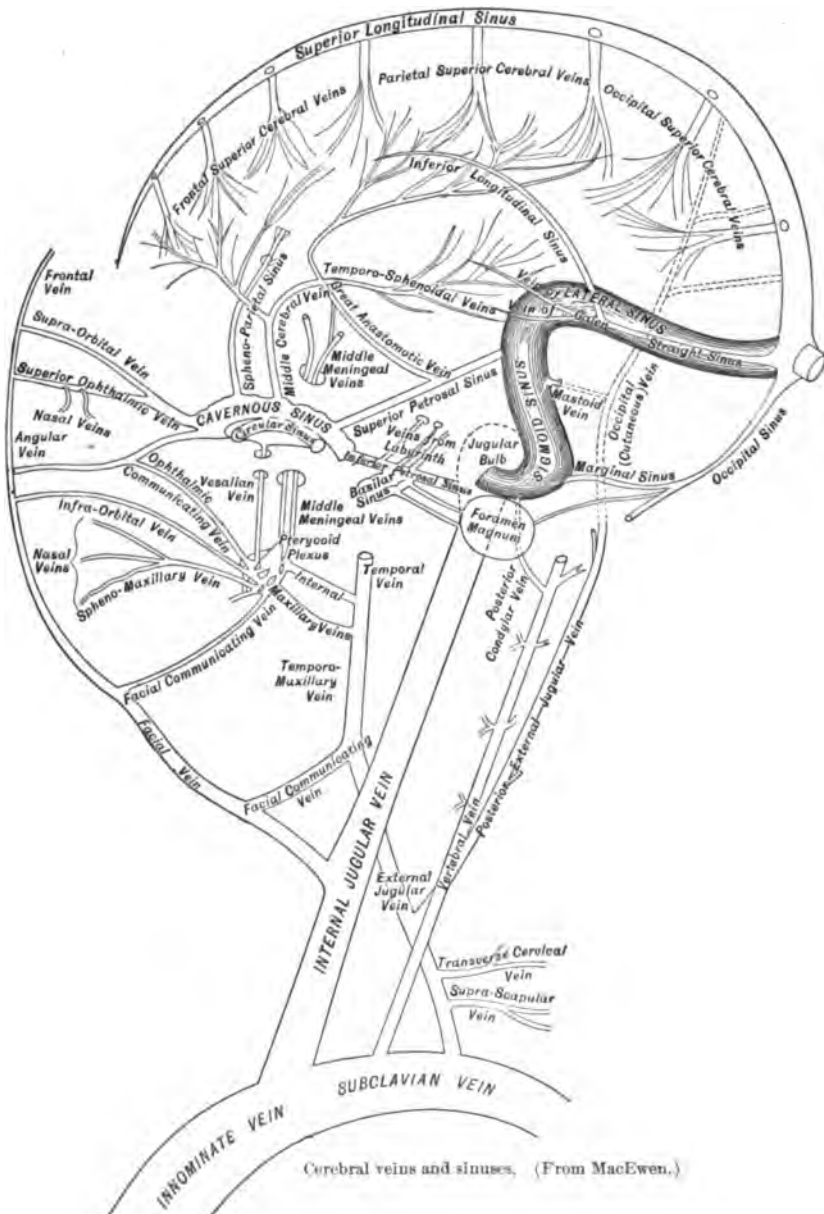 Superior Longitudinal Sinus
Frontal Superior Cerebral Veins
Parietal Superior Cerebral Veins
Occipital Superior Cerebral Veins
Inferior Longitudinal Sinus
Frontal
Vein
Supra-Orbital Vein
Superior Ophthalmic Vein
Nasal Veins
Angular
Vein
Spheno-Parietal Sinus
Middle Cerebral Vein
Temporo-Sphenoidal Veins
Great Anastomotic Vein
Middle
Meningeal
Veins
LATERAL SINUS
Vein of Galen
Straight Sinus
SIGMOID SINUS
Mastoid
Vein
Occipital
(Cutaneous) Vein
CAVERNOUS SINUS
Circular Sinus
Superior Petrosal Sinus
Veins from
Labyrinth
Inferior Petrosal Sinus
Basilar
Sinus
Jugular
Bulb
Marginal Sinus
Occipital Sinus
Foramen
Magnum
Ophthalmic
Communicating Vein
Vesalian
Vein
Middle
Meningeal Veins
Pterygoid
Plexus
Infra-Orbital Vein
Nasal
Veins
Spheno-Maxillary Vein
Internal
Maxillary Veins
Temporal
Vein
Facial Communicating Vein
Temporo-
Maxillary
Vein
Facial Vein
Facial Communicating
Vein
Posterior
Condylar Vein
Posterior External Jugular Vein
Vertebral Vein
INTERNAL JUGULAR VEIN
External
Jugular
Vein
Transverse Cervical
Vein
Supra-Scapular
Vein
SUBCLAVIAN VEIN
INNOMINATE VEIN
Cerebral veins and sinuses. (From MacEwen.)